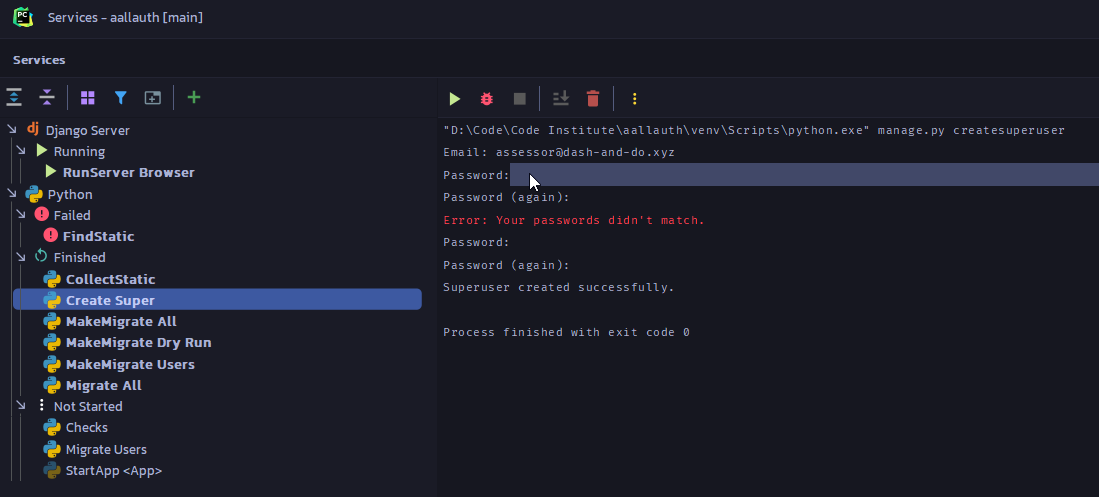 PC
Services - aallauth [main]
Services
dj Django Server
Running
RunServer Browser
Python
Failed
FindStatic
Finished
CollectStatic
Create Super
MakeMigrate All
MakeMigrate Dry Run
MakeMigrate Users
Migrate All
Not Started
Checks
Migrate Users
StartApp <App>
"D:\Code\Code Institute\aallauth\venv\Scripts\python.exe" manage.py createsuperuser
Email: assessor@dash-and-do.xyz
Password:
Password (again):
Error: Your passwords didn't match.
Password:
Password (again):
Superuser created successfully.
Process finished with exit code 0